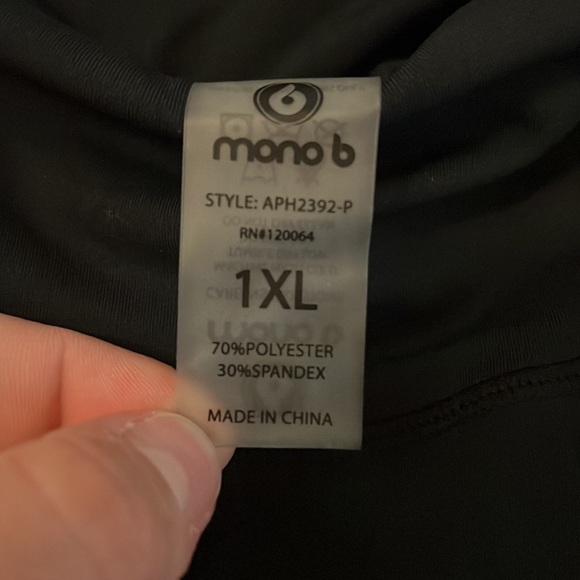 mono b
STYLE: APH2392-P
RN#120064
1XL
70%POLYESTER
30%SPANDEX
MADE IN CHINA